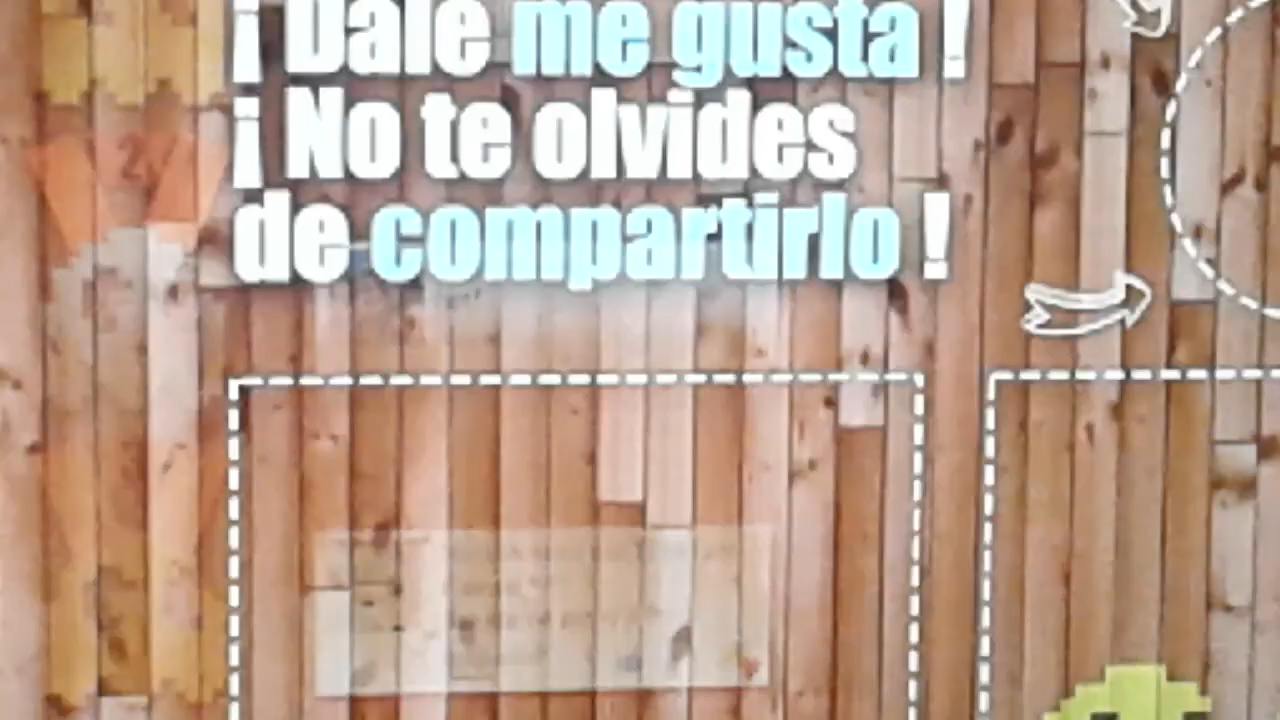 ¡ Dale me gusta !
¡ No te olvides
de compartirlo !